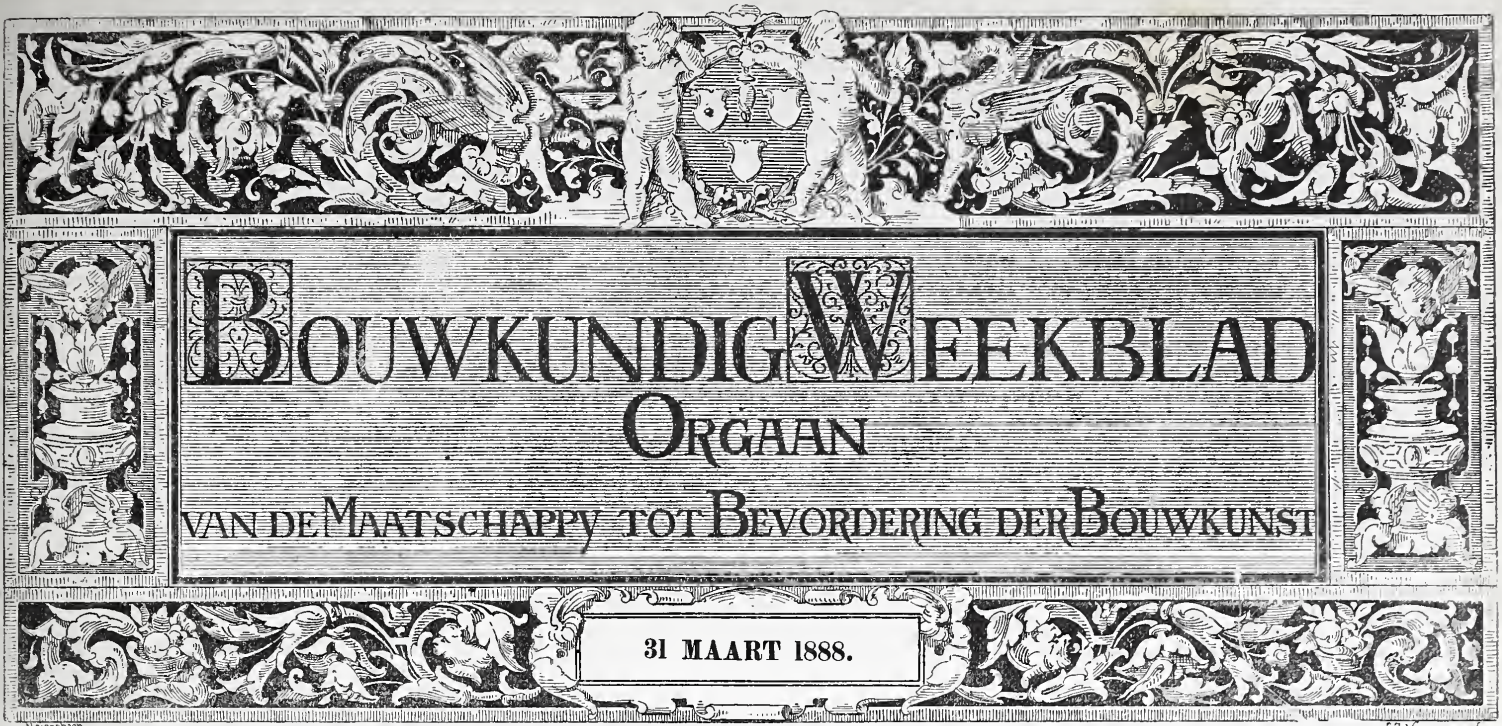 BOUWKUNDIG WEEKBLAD
ORGAAN
VAN DE MAATSCHAPPY TOT BEVORDERING DER BOUWKUNST
31 MAART 1888.